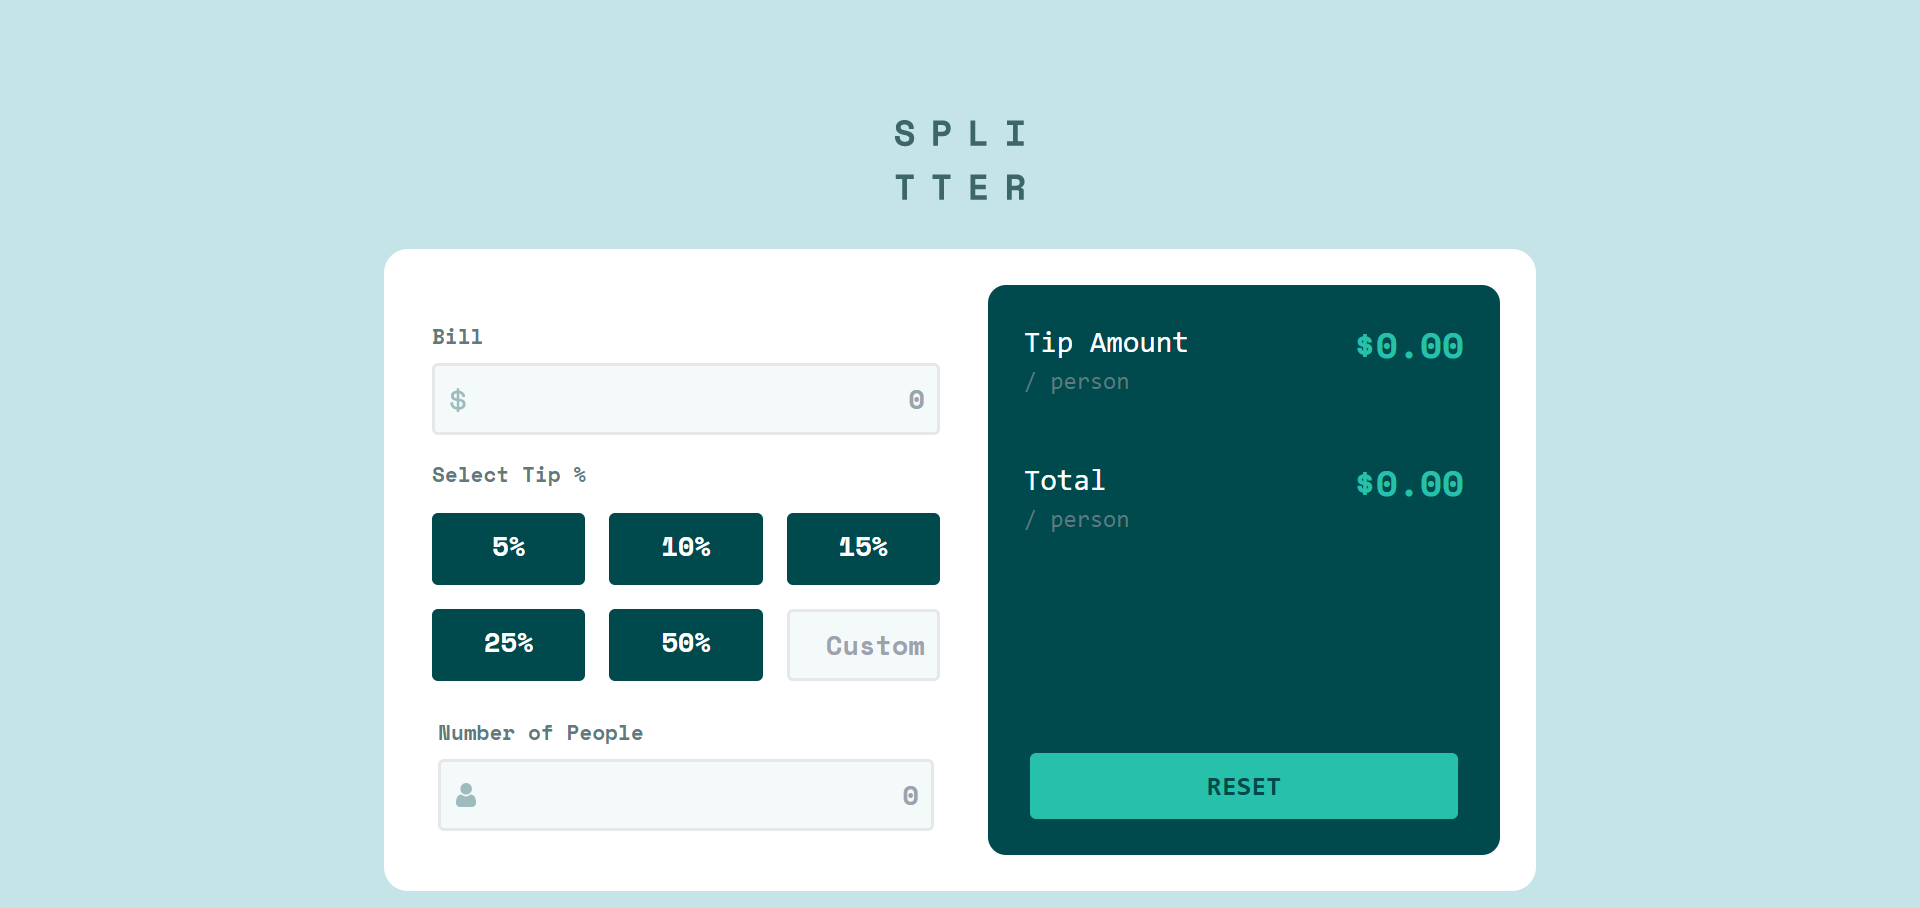 S P L I
T T E R
Bill
$ 0
Select Tip %
5% 10% 15%
25% 50% Custom
Number of People
0
Tip Amount $0.00
/ person
Total $0.00
/ person
RESET